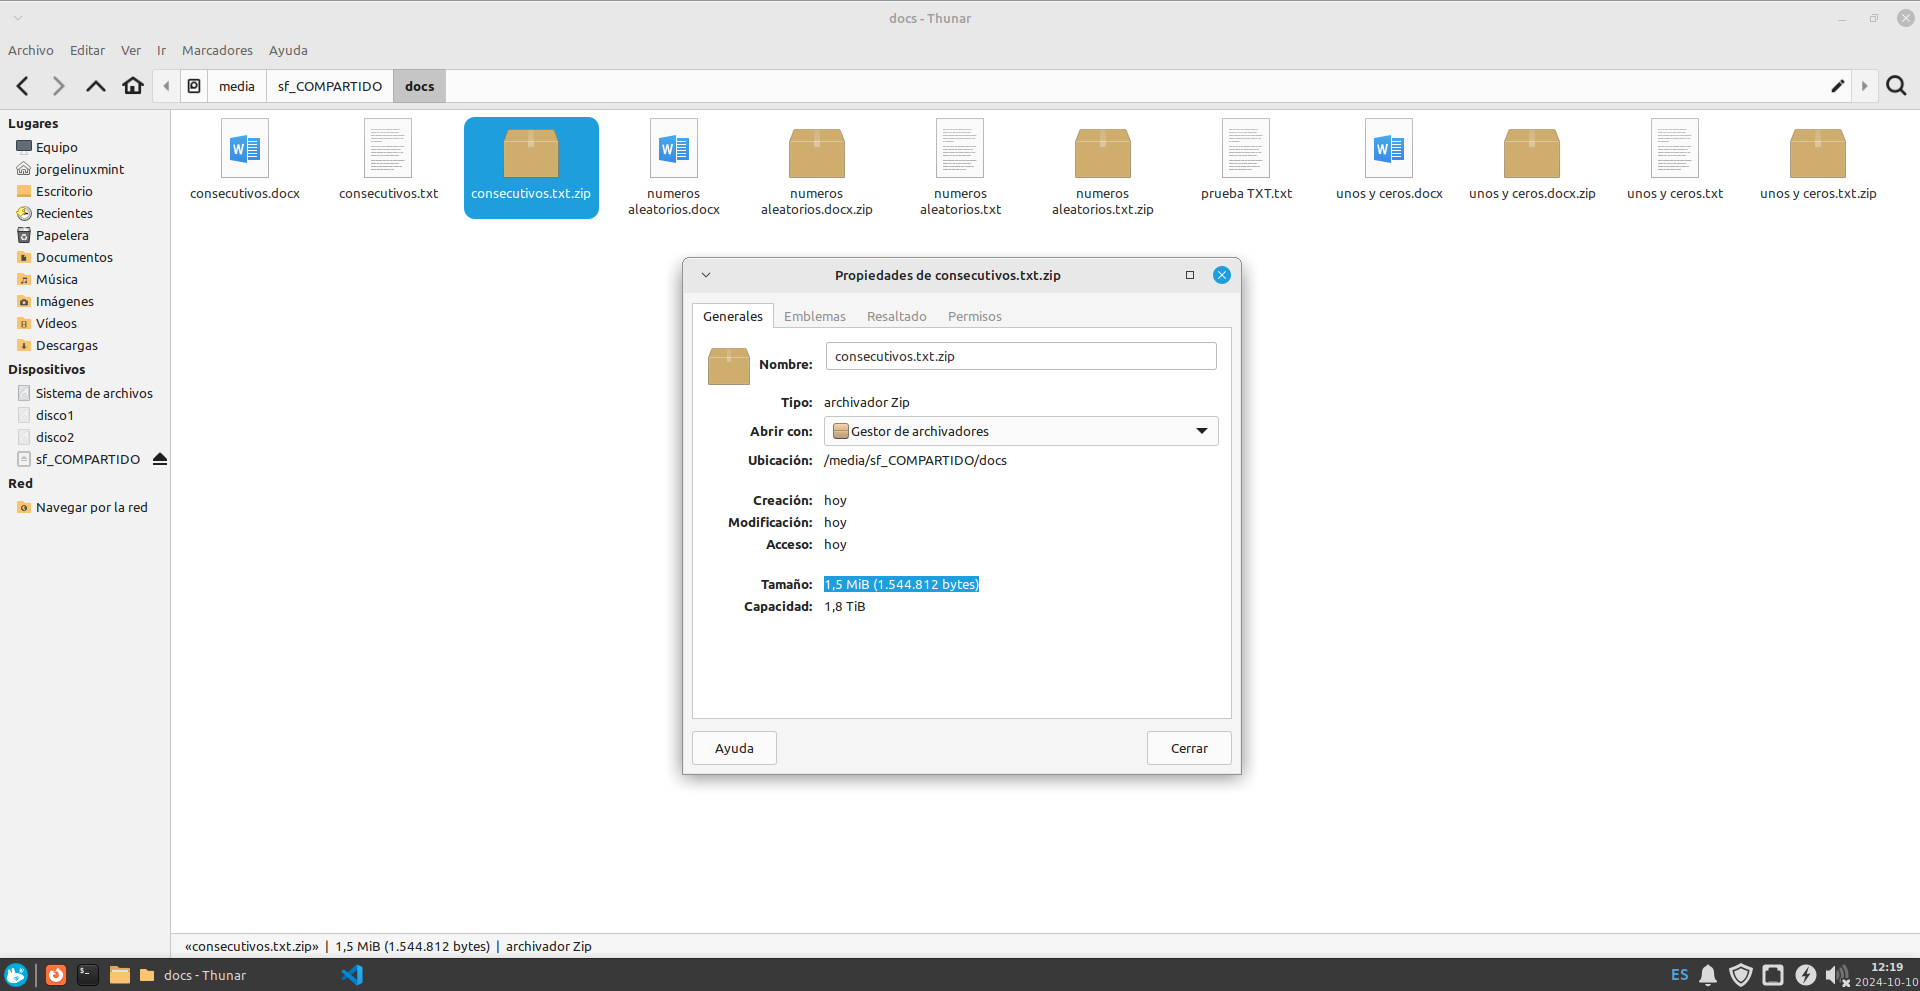 docs - Thunar
Archivo Editar Ver Ir Marcadores Ayuda
media sf_COMPARTIDO docs
Lugares
Equipo
jorgelinuxmint
Escritorio
Recientes
Papelera
Documentos
Música
Imágenes
Vídeos
Descargas
Dispositivos
Sistema de archivos
disco1
disco2
sf_COMPARTIDO
Red
Navegar por la red
consecutivos.docx
consecutivos.txt
consecutivos.txt.zip
numeros
aleatorios.docx
numeros
aleatorios.docx.zip
numeros
aleatorios.txt
numeros
aleatorios.txt.zip
prueba TXT.txt
unos y ceros.docx
unos y ceros.docx.zip
unos y ceros.txt
unos y ceros.txt.zip
Propiedades de consecutivos.txt.zip
Generales Emblemas Resaltado Permisos
Nombre: consecutivos.txt.zip
Tipo: archivador Zip
Abrir con: Gestor de archivadores
Ubicación: /media/sf_COMPARTIDO/docs
Creación: hoy
Modificación: hoy
Acceso: hoy
Tamaño: 1,5 MiB (1.544.812 bytes)
Capacidad: 1,8 TiB
Ayuda Cerrar
«consecutivos.txt.zip» | 1,5 MiB (1.544.812 bytes) | archivador Zip
docs - Thunar
ES
12:19
2024-10-10